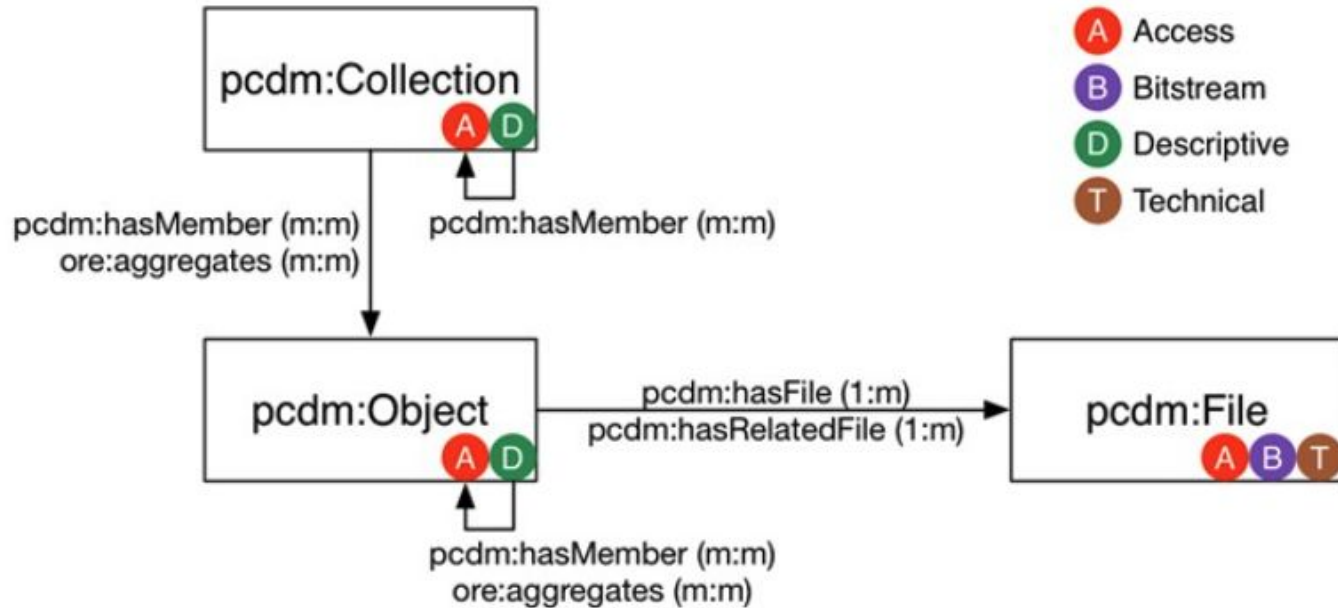 pcdm:Collection
A D
pcdm:hasMember (m:m)
pcdm:hasMember (m:m)
ore:aggregates (m:m)
pcdm:Object
A D
pcdm:hasMember (m:m)
ore:aggregates (m:m)
pcdm:hasFile (1:m)
pcdm:hasRelatedFile (1:m)
pcdm:File
A B T
A Access
B Bitstream
D Descriptive
T Technical